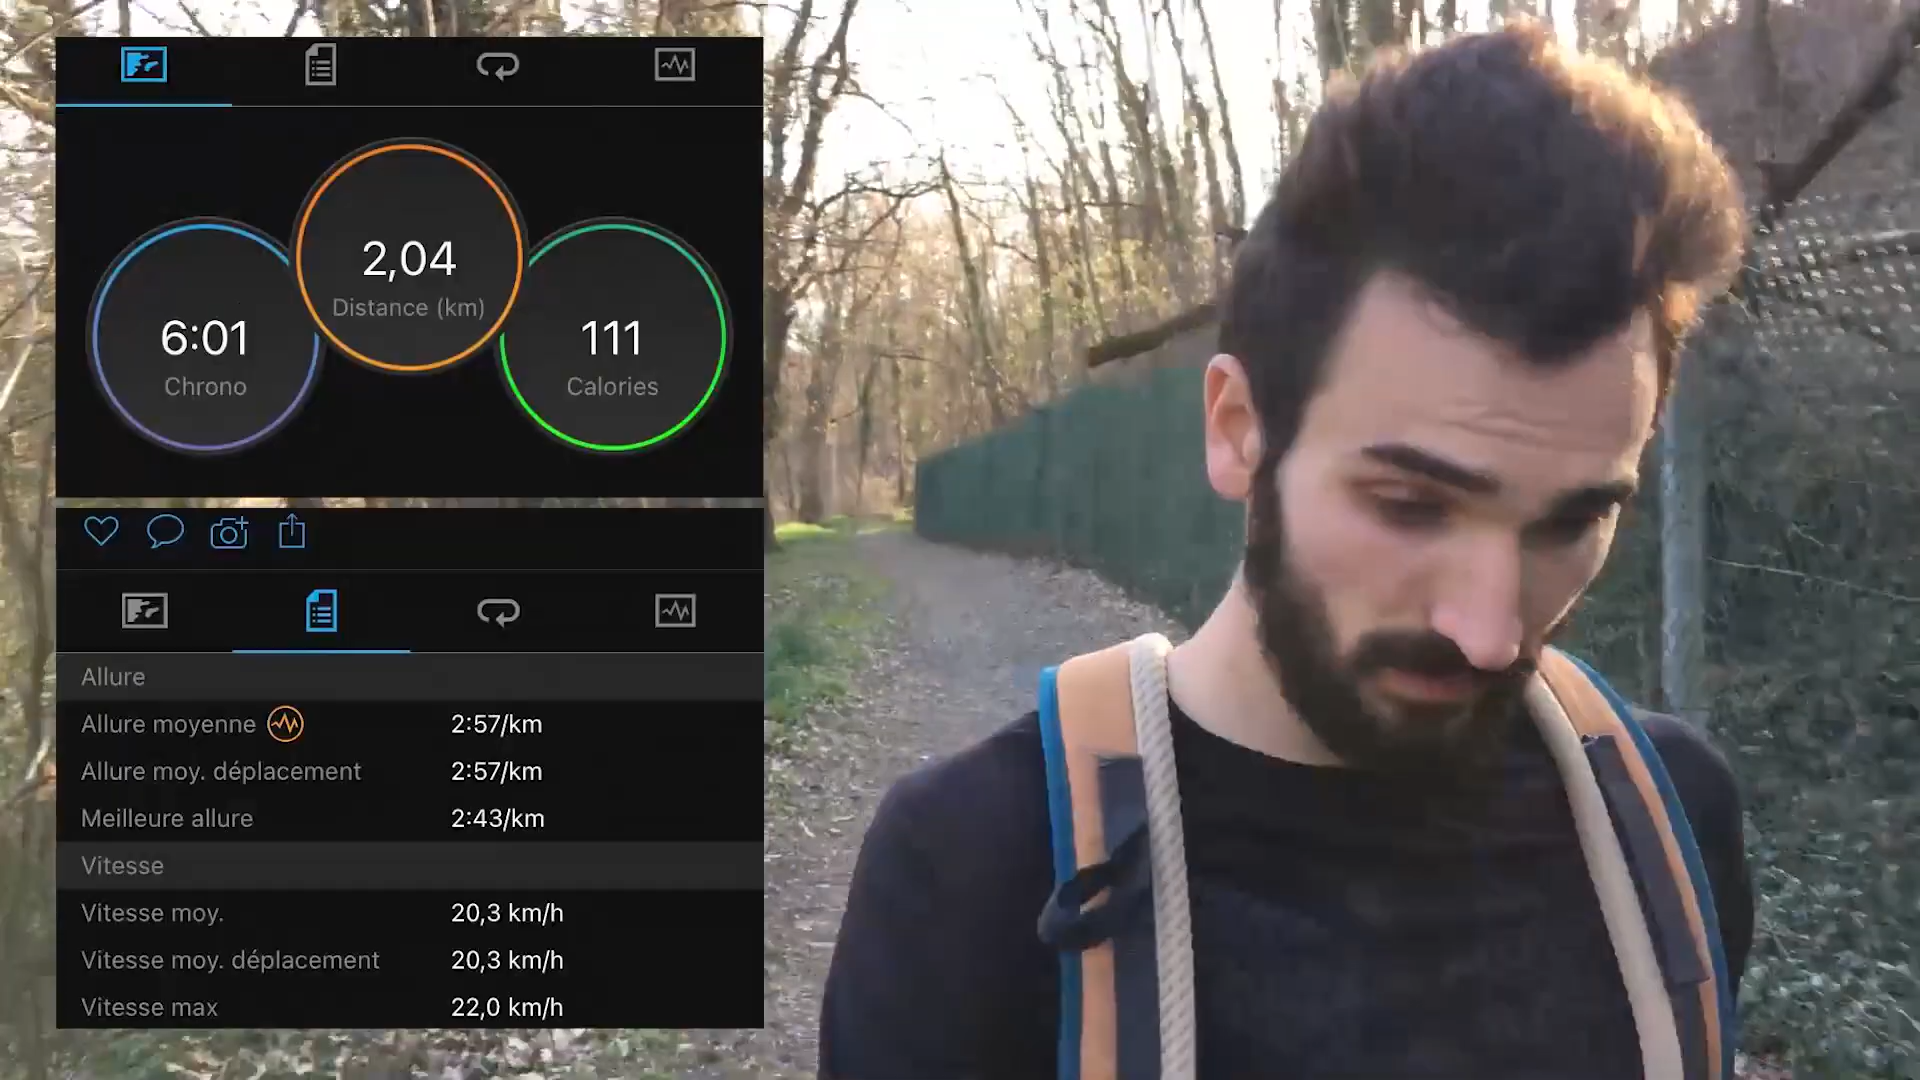 2,04
Distance (km)
6:01
Chrono
111
Calories
Allure
Allure moyenne 2:57/km
Allure moy. déplacement 2:57/km
Meilleure allure 2:43/km
Vitesse
Vitesse moy. 20,3 km/h
Vitesse moy. déplacement 20,3 km/h
Vitesse max 22,0 km/h